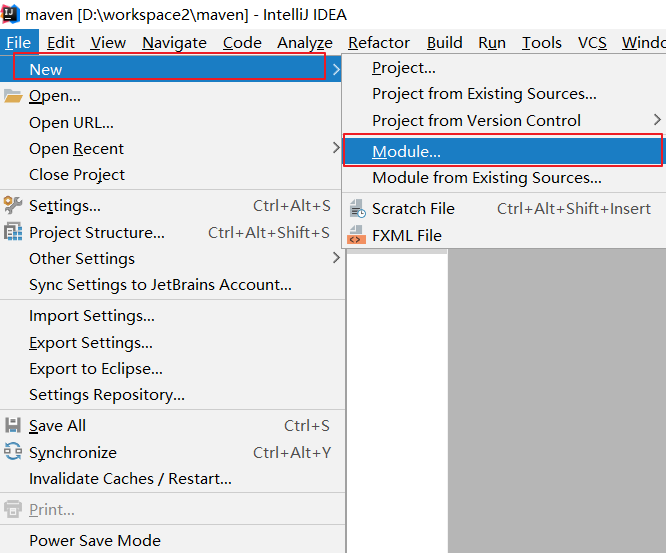 maven [D:\workspace2\maven] - IntelliJ IDEA
File Edit View Navigate Code Analyze Refactor Build Run Tools VCS Windo
New
Open...
Open URL...
Open Recent
Close Project
Settings... Ctrl+Alt+S
Project Structure... Ctrl+Alt+Shift+S
Other Settings
Sync Settings to JetBrains Account...
Import Settings...
Export Settings...
Export to Eclipse...
Settings Repository...
Save All Ctrl+S
Synchronize Ctrl+Alt+Y
Invalidate Caches / Restart...
Print...
Power Save Mode
Project...
Project from Existing Sources...
Project from Version Control
Module...
Module from Existing Sources...
Scratch File Ctrl+Alt+Shift+Insert
FXML File